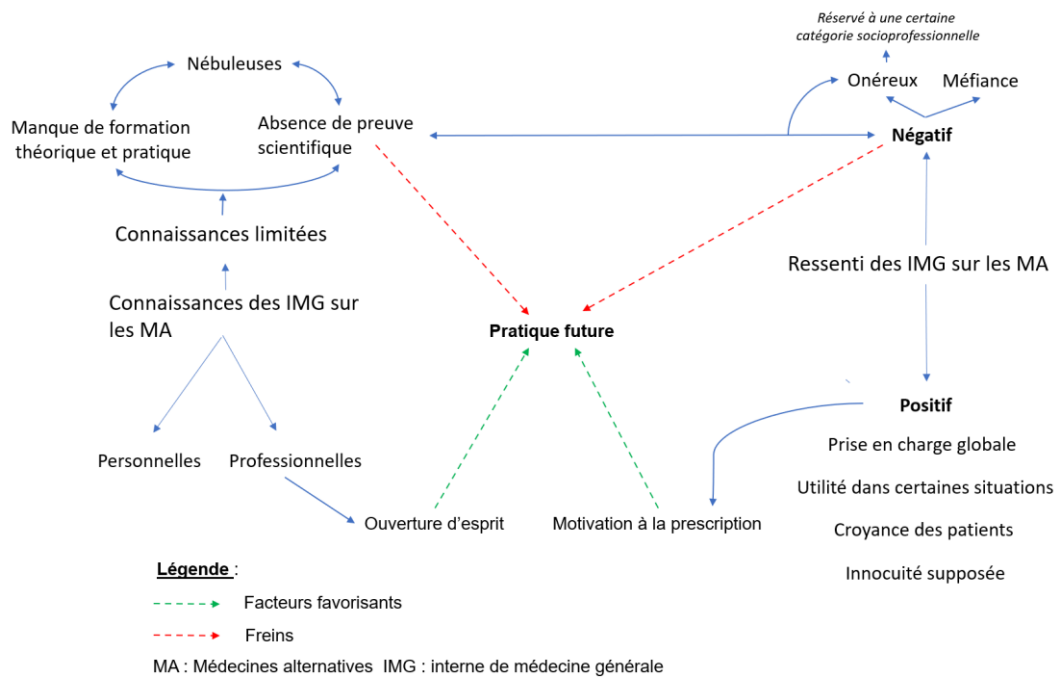 Réservé à une certaine
catégorie socioprofessionnelle
Nébuleuses
Onéreux
Méfiance
Manque de formation
théorique et pratique
Absence de preuve
scientifique
Négatif
Connaissances limitées
Ressenti des IMG sur les MA
Connaissances des IMG sur
les MA
Pratique future
Positif
Prise en charge globale
Personnelles
Professionnelles
Utilité dans certaines situations
Ouverture d'esprit
Motivation à la prescription
Croyance des patients
Innocuité supposée
Légende :
Facteurs favorisants
Freins
MA : Médecines alternatives IMG : interne de médecine générale